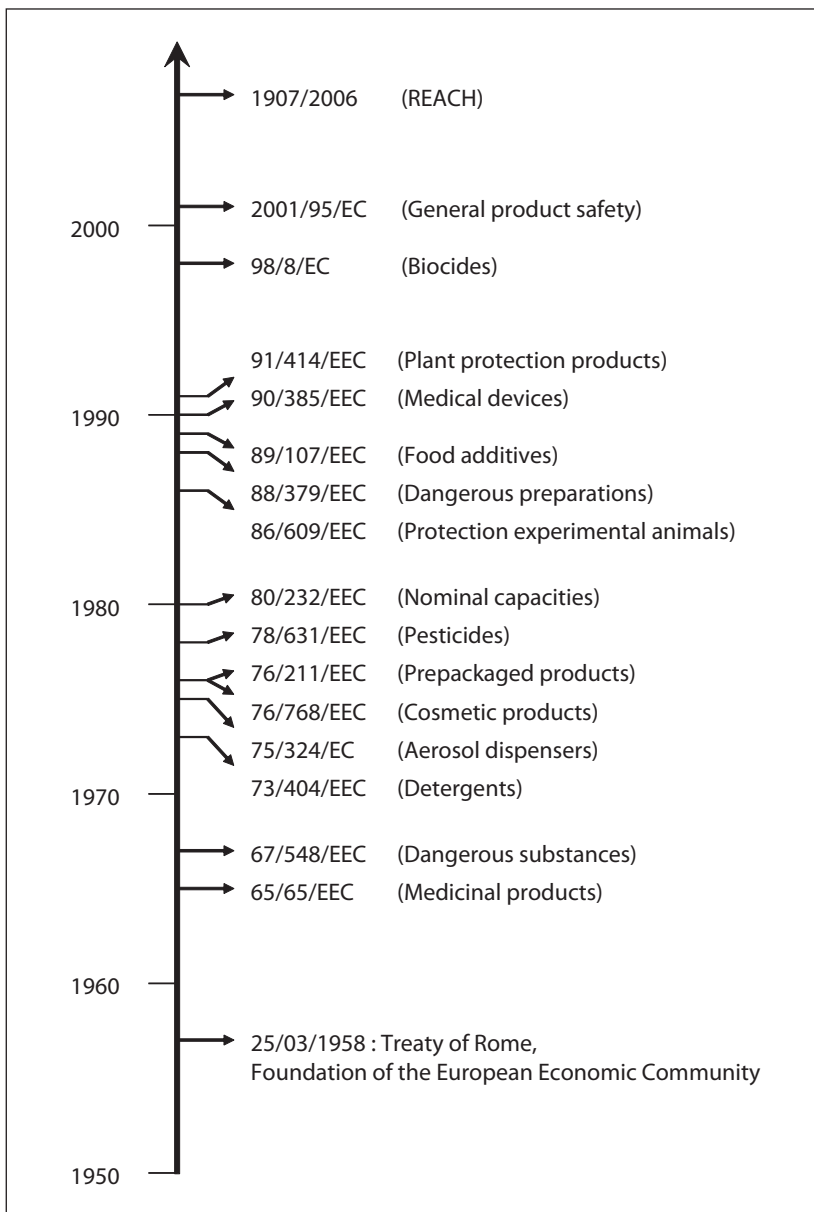 1907/2006 (REACH)
2001/95/EC (General product safety)
2000
98/8/EC (Biocides)
91/414/EEC (Plant protection products)
90/385/EEC (Medical devices)
1990
89/107/EEC (Food additives)
88/379/EEC (Dangerous preparations)
86/609/EEC (Protection experimental animals)
1980
80/232/EEC (Nominal capacities)
78/631/EEC (Pesticides)
76/211/EEC (Prepackaged products)
76/768/EEC (Cosmetic products)
75/324/EC (Aerosol dispensers)
73/404/EEC (Detergents)
1970
67/548/EEC (Dangerous substances)
65/65/EEC (Medicinal products)
1960
25/03/1958 : Treaty of Rome,
Foundation of the European Economic Community
1950